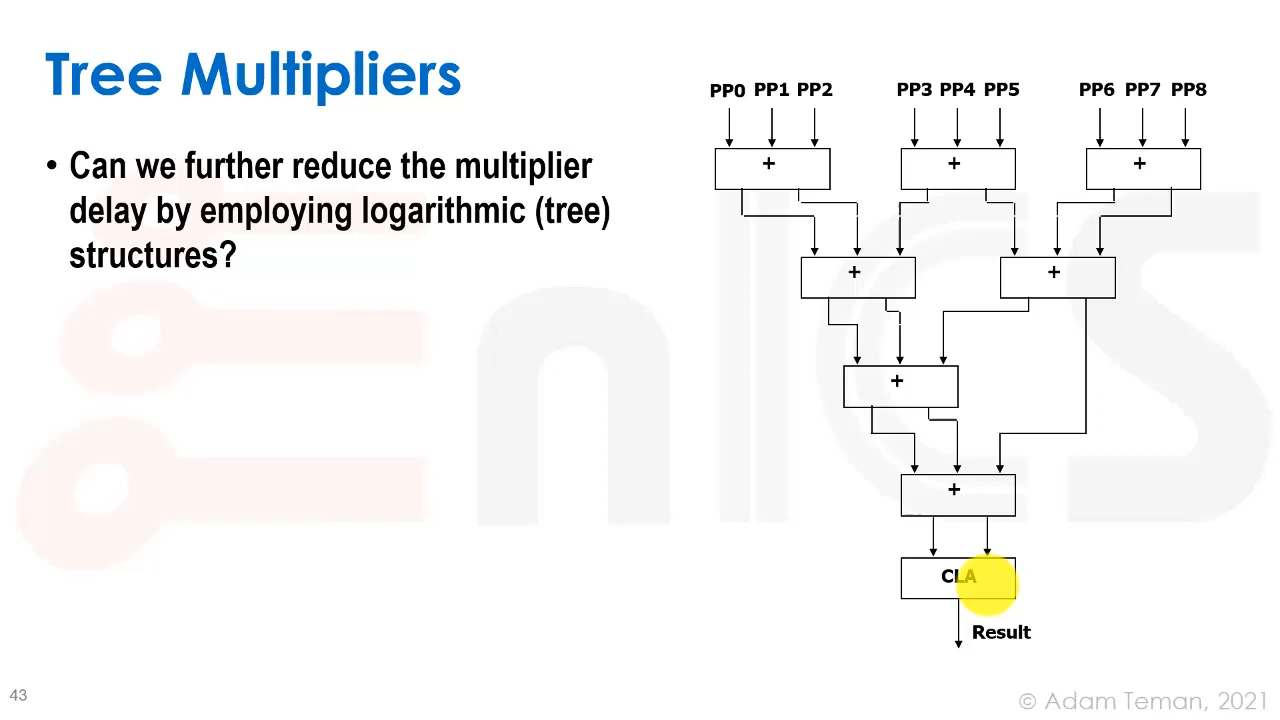 Tree Multipliers
• Can we further reduce the multiplier
delay by employing logarithmic (tree)
structures?
PP0 PP1 PP2 PP3 PP4 PP5 PP6 PP7 PP8
+ + +
+ +
+
+
CLA
Result
nICS
43
© Adam Teman, 2021